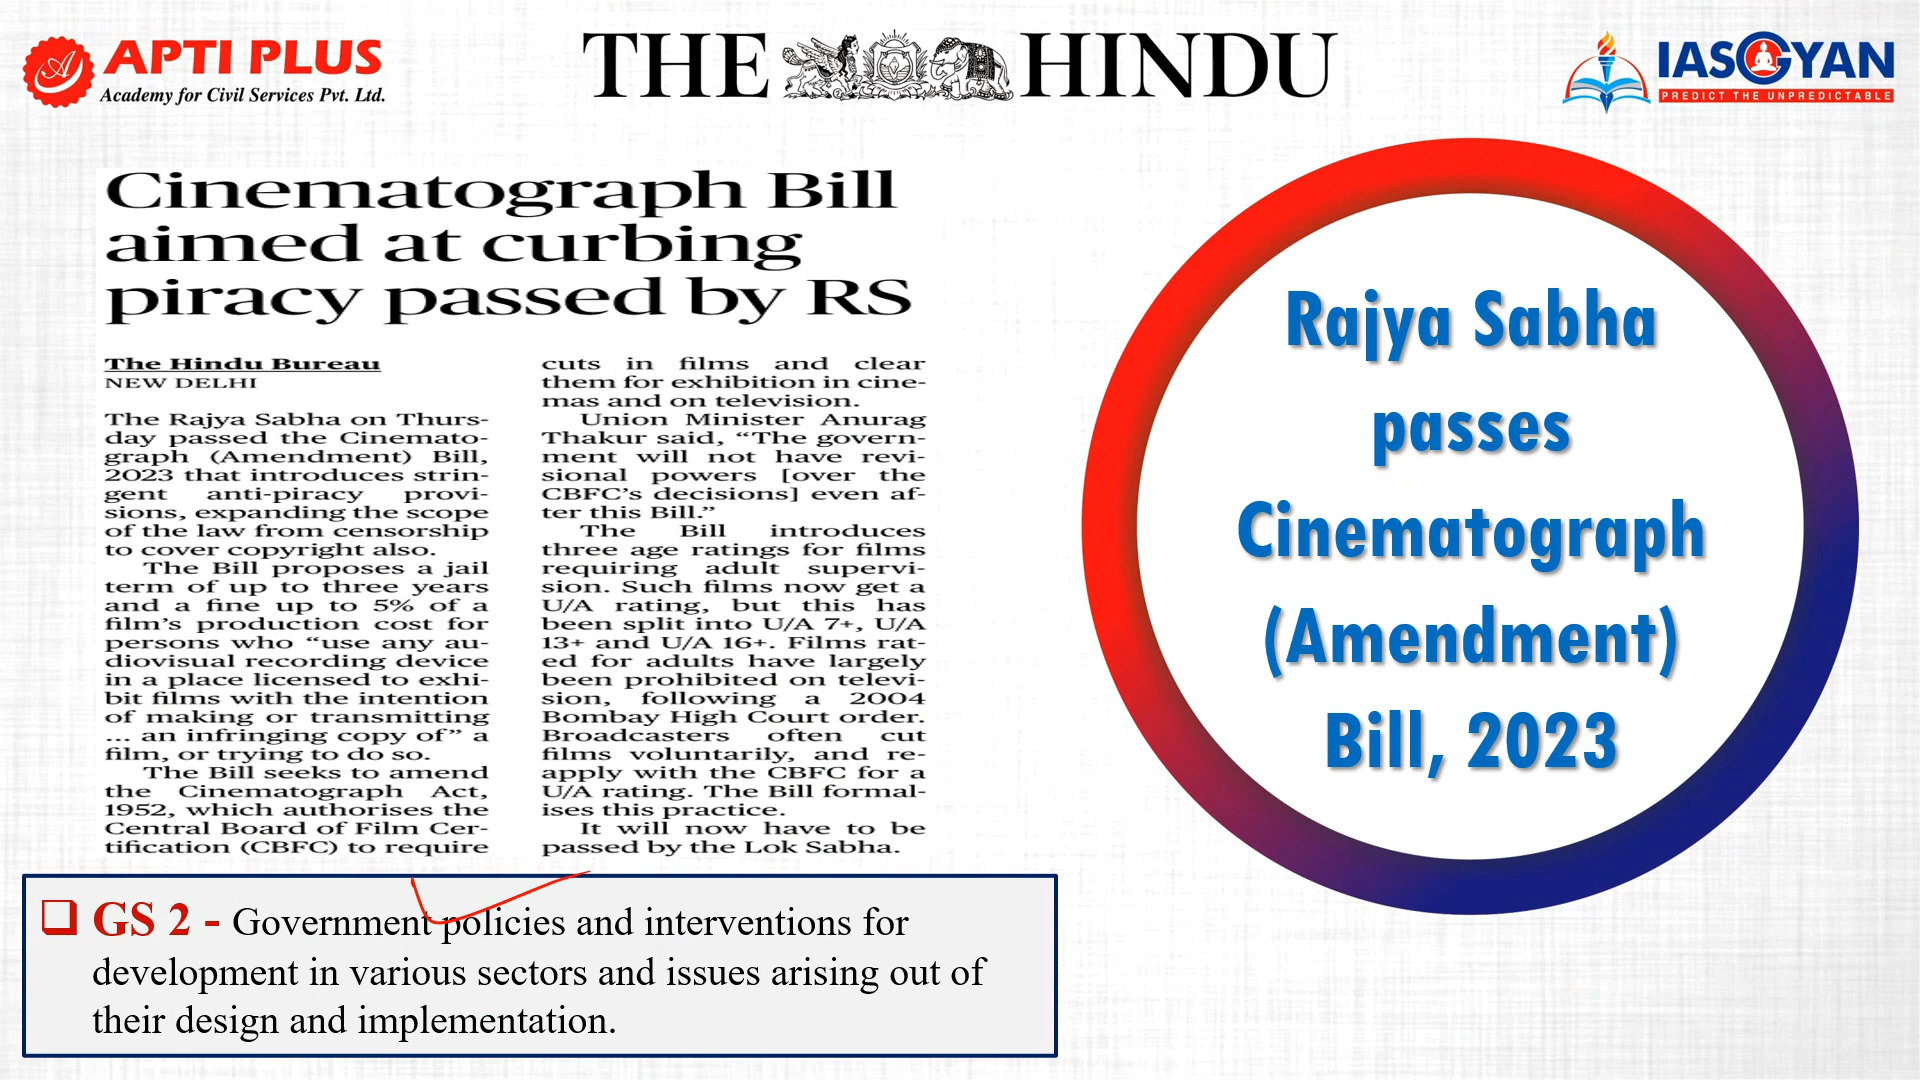 APTI PLUS
Academy for Civil Services Pvt. Ltd.
THE HINDU
IASGYAN
PREDICT THE UNPREDICTABLE
Cinematograph Bill
aimed at curbing
piracy passed by RS
The Hindu Bureau
NEW DELHI
The Rajya Sabha on Thurs-
day passed the Cinemato-
graph (Amendment) Bill,
2023 that introduces strin-
gent anti-piracy provi-
sions, expanding the scope
of the law from censorship
to cover copyright also.
The Bill proposes a jail
term of up to three years
and a fine up to 5% of a
film's production cost for
persons who “use any au-
diovisual recording device
in a place licensed to exhi-
bit films with the intention
of making or transmitting
... an infringing copy of” a
film, or trying to do so.
The Bill seeks to amend
the Cinematograph Act,
1952, which authorises the
Central Board of Film Cer-
tification (CBFC) to require
cuts in films and clear
them for exhibition in cine-
mas and on television.
Union Minister Anurag
Thakur said, “The govern-
ment will not have revi-
sional powers [over the
CBFC's decisions] even af-
ter this Bill.”
The Bill introduces
three age ratings for films
requiring adult supervi-
sion. Such films now get a
U/A rating, but this has
been split into U/A 7+, U/A
13+ and U/A 16+. Films rat-
ed for adults have largely
been prohibited on televi-
sion, following a 2004
Bombay High Court order.
Broadcasters often cut
films voluntarily, and re-
apply with the CBFC for a
U/A rating. The Bill formal-
ises this practice.
It will now have to be
passed by the Lok Sabha.
Rajya Sabha
passes
Cinematograph
(Amendment)
Bill, 2023
GS 2 - Government policies and interventions for
development in various sectors and issues arising out of
their design and implementation.